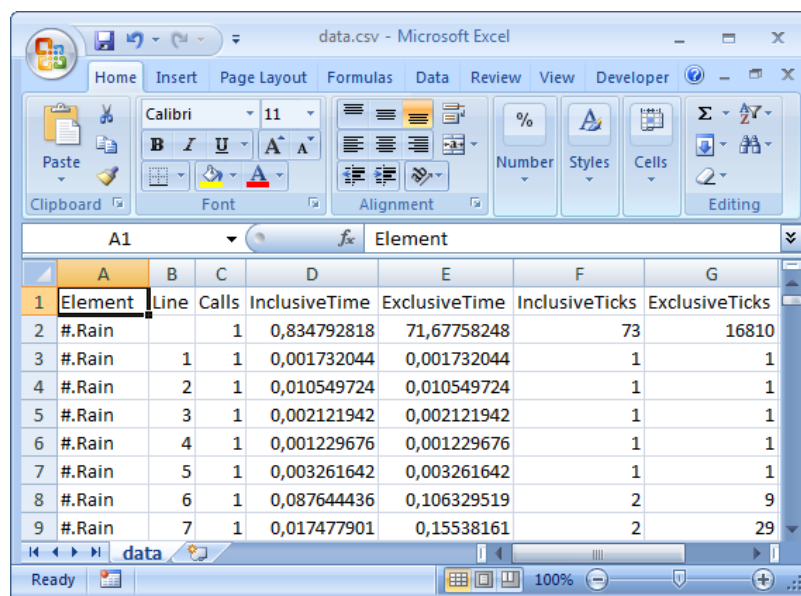 data.csv - Microsoft Excel
Home Insert Page Layout Formulas Data Review View Developer
Calibri 11 % Σ
Paste B I U A A A Number Styles Cells
Clipboard Font Alignment Editing
A1 fx Element
A B C D E F G
1 Element Line Calls InclusiveTime ExclusiveTime InclusiveTicks ExclusiveTicks
2 #.Rain 1 0,834792818 71,67758248 73 16810
3 #.Rain 1 1 0,001732044 0,001732044 1 1
4 #.Rain 2 1 0,010549724 0,010549724 1 1
5 #.Rain 3 1 0,002121942 0,002121942 1 1
6 #.Rain 4 1 0,001229676 0,001229676 1 1
7 #.Rain 5 1 0,003261642 0,003261642 1 1
8 #.Rain 6 1 0,087644436 0,106329519 2 9
9 #.Rain 7 1 0,017477901 0,15538161 2 29
data
Ready 100%